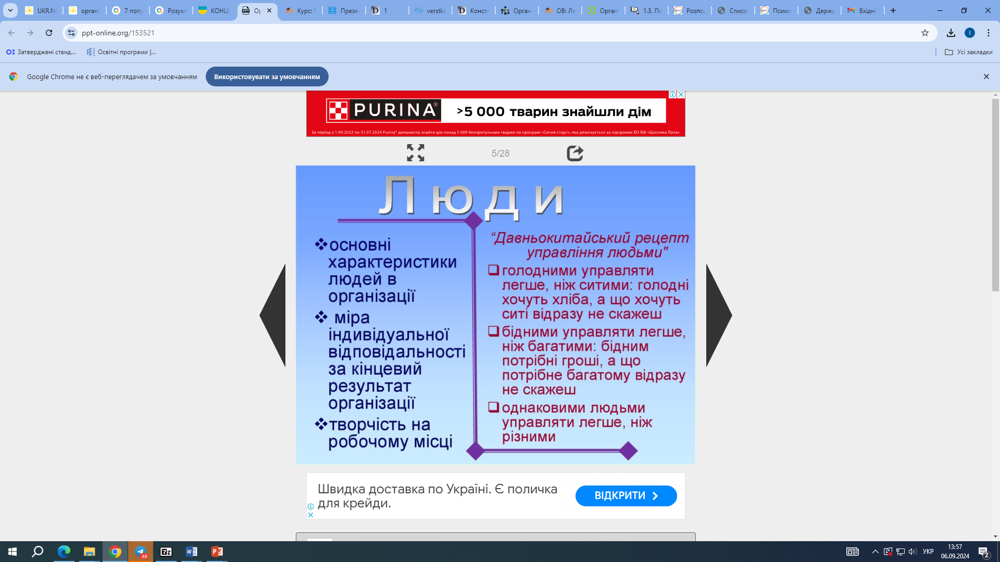 UKR.NE
органі
7 попу
Розумі
КОНЦІ
Ор
Курс: С
Презе
1
verstka
Консп
Органі
ОВ: Ле
Органі
1.3. По
Розпо
Список
Психо
Держа
Вхідні
ppt-online.org/153521
Затверджені станд...
Освітні програми |...
Усі закладки
Google Chrome не є веб-переглядачем за умовчанням
Використовувати за умовчанням
PURINA® >5 000 тварин знайшли дім
За період з 1.09.2022 по 31.07.2024 Purina* допомогла знайти дім понад 5 000 безпритульним тварин по програмі «Ситий старт», яка реалізується за підтримки БО БФ «Щаслива Лапа».
5/28
Люди
основні
характеристики
людей в
організації
міра
індивідуальної
відповідальності
за кінцевий
результат
організації
творчість на
робочому місці
“Давньокитайський рецепт
управління людьми"
голодними управляти
легше, ніж ситими: голодні
хочуть хліба, а що хочуть
ситі відразу не скажеш
бідними управляти легше,
ніж багатими: бідним
потрібні гроші, а що
потрібне багатому відразу
не скажеш
однаковими людьми
управляти легше, ніж
різними
Швидка доставка по Україні. Є поличка
для крейди.
ВІДКРИТИ
УКР
13:57
06.09.2024
2